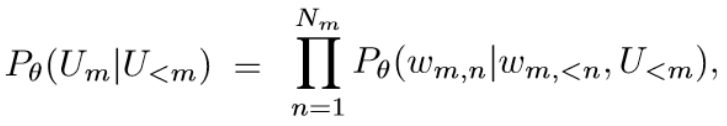 P_θ(U_m|U_{<m}) = ∏_{n=1}^{N_m} P_θ(w_{m,n}|w_{m,<n}, U_{<m}),